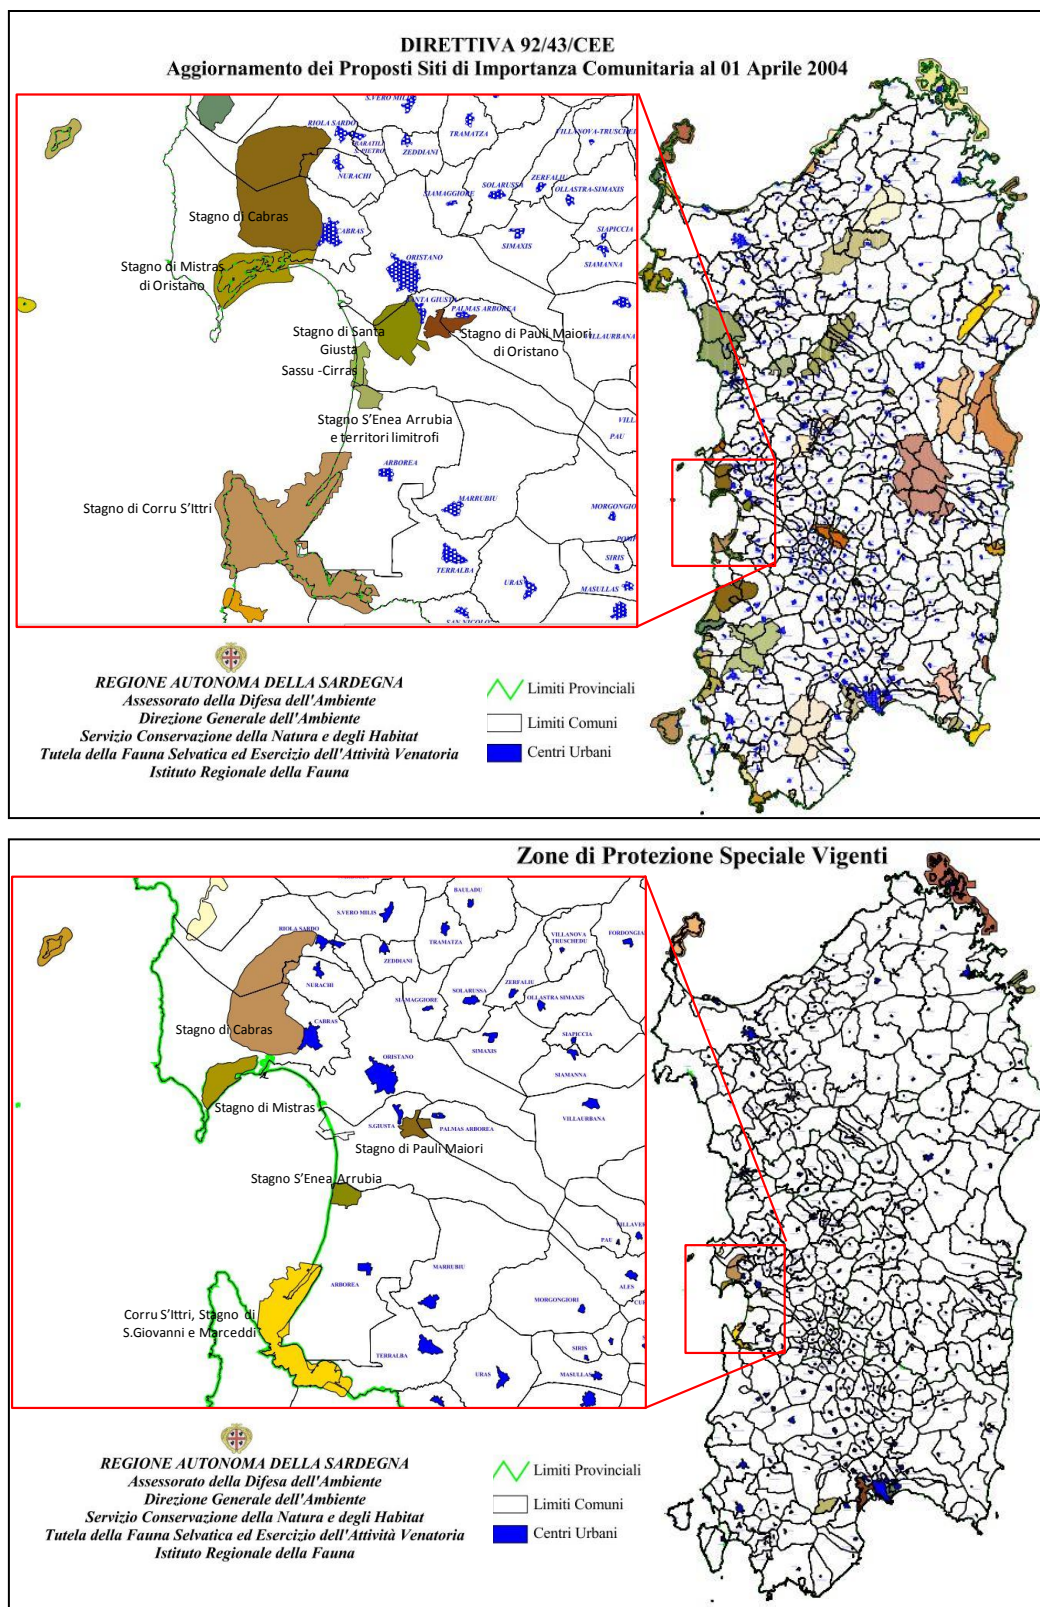 DIRETTIVA 92/43/CEE
Aggiornamento dei Proposti Siti di Importanza Comunitaria al 01 Aprile 2004
S.VERO MILIS
RIOLA SARDO
BARATILI
S.PIETRO
TRAMATZA
ZEDDIANI
NURACHI
SIAMAGGIORE
SOLARUSSA
ZERFALIU
OLLASTRA-SIMAXIS
Stagno di Cabras
CABRAS
SIMAXIS
SIAPICCIA
SIAMANNA
ORISTANO
Stagno di Mistras
di Oristano
PALMAS ARBOREA
Stagno di Santa
Giusta
Stagno di Pauli Maiori
di Oristano
Sassu -Cirras
Stagno S'Enea Arrubia
e territori limitrofi
PAU
ARBOREA
MARRUBIU
Stagno di Corru S'Ittri
TERRALBA
SIRIS
URAS
MASULLAS
REGIONE AUTONOMA DELLA SARDEGNA
Assessorato della Difesa dell'Ambiente
Direzione Generale dell'Ambiente
Servizio Conservazione della Natura e degli Habitat
Tutela della Fauna Selvatica ed Esercizio dell'Attività Venatoria
Istituto Regionale della Fauna
Limiti Provinciali
Limiti Comuni
Centri Urbani
Zone di Protezione Speciale Vigenti
BAULADU
S.VERO MILIS
RIOLA SARDO
TRAMATZA
VILLANOVA
TRUSCHEDU
FORDONGIA
ZEDDIANI
NURACHI
SIAMAGGIORE
SOLARUSSA
ZERFALIU
OLLASTRA SIMAXIS
Stagno di Cabras
CABRAS
SIMAXIS
SIAPICCIA
SIAMANNA
ORISTANO
Stagno di Mistras
S.GIUSTA
PALMAS ARBOREA
VILLAURBANA
Stagno di Pauli Maiori
Stagno S'Enea Arrubia
PAU
ARBOREA
MARRUBIU
ALES
MORGONGIORI
Corru S'Ittri, Stagno di
S.Giovanni e Marceddi
TERRALBA
SIRIS
URAS
MASULLAS
REGIONE AUTONOMA DELLA SARDEGNA
Assessorato della Difesa dell'Ambiente
Direzione Generale dell'Ambiente
Servizio Conservazione della Natura e degli Habitat
Tutela della Fauna Selvatica ed Esercizio dell'Attività Venatoria
Istituto Regionale della Fauna
Limiti Provinciali
Limiti Comuni
Centri Urbani